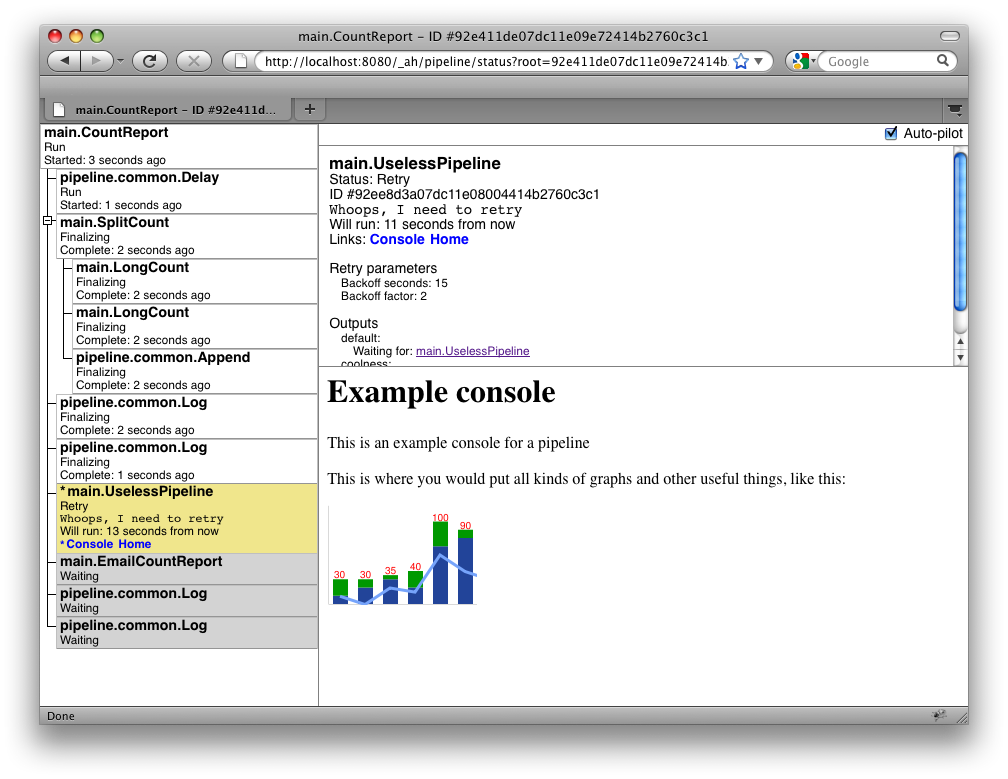 main.CountReport – ID #92e411de07dc11e09e72414b2760c3c1
http://localhost:8080/_ah/pipeline/status?root=92e411de07dc11e09e72414b
Google
main.CountReport – ID #92e411d...
main.CountReport
Run
Started: 3 seconds ago
pipeline.common.Delay
Run
Started: 1 seconds ago
main.SplitCount
Finalizing
Complete: 2 seconds ago
main.LongCount
Finalizing
Complete: 2 seconds ago
main.LongCount
Finalizing
Complete: 2 seconds ago
pipeline.common.Append
Finalizing
Complete: 2 seconds ago
pipeline.common.Log
Finalizing
Complete: 2 seconds ago
pipeline.common.Log
Finalizing
Complete: 1 seconds ago
*main.UselessPipeline
Retry
Whoops, I need to retry
Will run: 13 seconds from now
*Console Home
main.EmailCountReport
Waiting
pipeline.common.Log
Waiting
pipeline.common.Log
Waiting
Auto-pilot
main.UselessPipeline
Status: Retry
ID #92ee8d3a07dc11e08004414b2760c3c1
Whoops, I need to retry
Will run: 11 seconds from now
Links: Console Home
Retry parameters
Backoff seconds: 15
Backoff factor: 2
Outputs
default:
Waiting for: main.UselessPipeline
coolness:
Example console
This is an example console for a pipeline
This is where you would put all kinds of graphs and other useful things, like this:
30 30 35 40 100 90
Done